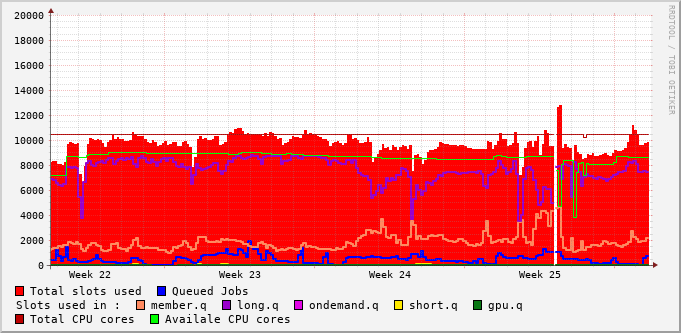 20000
18000
16000
14000
12000
10000
8000
6000
4000
2000
0
Week 22 Week 23 Week 24 Week 25
Total slots used Queued Jobs
Slots used in : member.q long.q ondemand.q short.q gpu.q
Total CPU cores Availale CPU cores
RRDTOOL / TOBI OETIKER